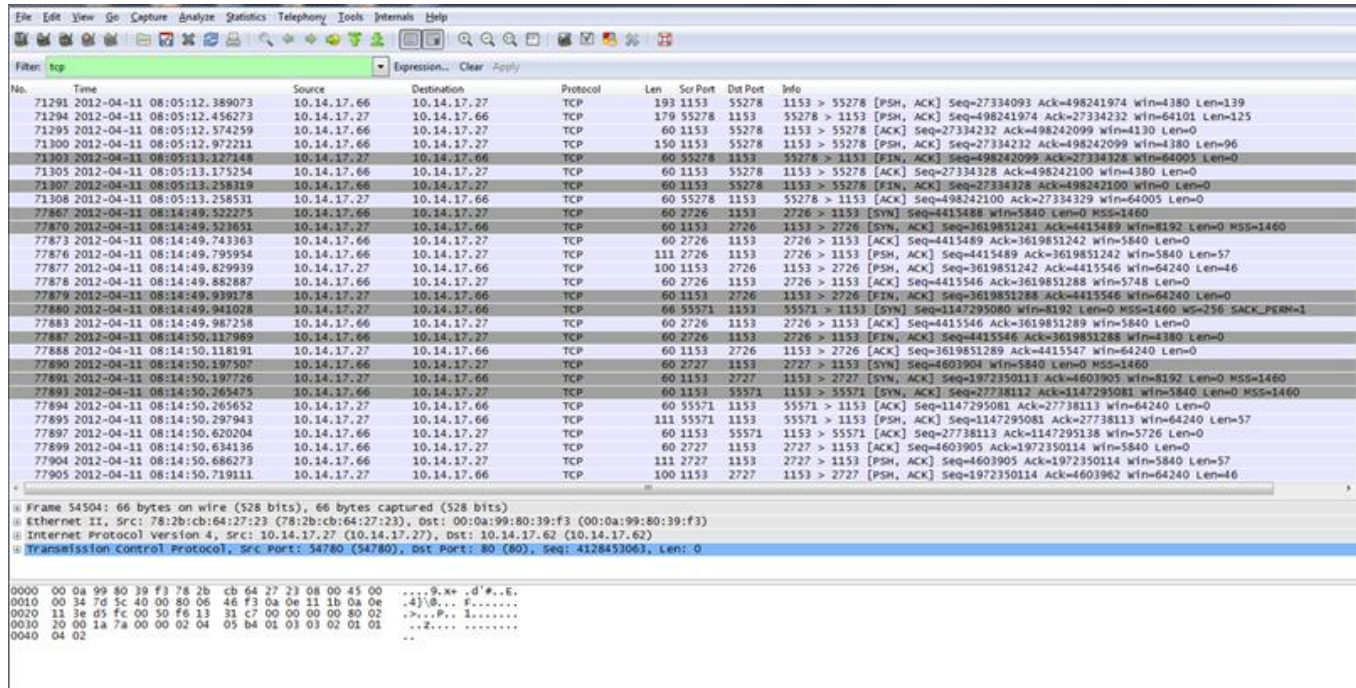 File Edit View Go Capture Analyze Statistics Telephony Tools Internals Help
Filter: tcp Expression... Clear Apply
No. Time Source Destination Protocol Len Scr Port Dst Port Info
71291 2012-04-11 08:05:12.389073 10.14.17.66 10.14.17.27 TCP 193 1153 55278 1153 > 55278 [PSH, ACK] Seq=27334093 Ack=498241974 Win=4380 Len=139
71294 2012-04-11 08:05:12.456273 10.14.17.27 10.14.17.66 TCP 179 55278 1153 55278 > 1153 [PSH, ACK] Seq=498241974 Ack=27334232 Win=64101 Len=125
71295 2012-04-11 08:05:12.574259 10.14.17.66 10.14.17.27 TCP 60 1153 55278 1153 > 55278 [ACK] Seq=27334232 Ack=498242099 Win=4130 Len=0
71300 2012-04-11 08:05:12.972211 10.14.17.66 10.14.17.27 TCP 150 1153 55278 1153 > 55278 [PSH, ACK] Seq=27334232 Ack=498242099 Win=4380 Len=96
71303 2012-04-11 08:05:13.127148 10.14.17.27 10.14.17.66 TCP 60 55278 1153 55278 > 1153 [FIN, ACK] Seq=498242099 Ack=27334328 Win=64005 Len=0
71305 2012-04-11 08:05:13.175254 10.14.17.66 10.14.17.27 TCP 60 1153 55278 1153 > 55278 [ACK] Seq=27334328 Ack=498242100 Win=4380 Len=0
71307 2012-04-11 08:05:13.258319 10.14.17.66 10.14.17.27 TCP 60 1153 55278 1153 > 55278 [FIN, ACK] Seq=27334328 Ack=498242100 Win=0 Len=0
71308 2012-04-11 08:05:13.258531 10.14.17.27 10.14.17.66 TCP 60 55278 1153 55278 > 1153 [ACK] Seq=498242100 Ack=27334329 Win=64005 Len=0
77867 2012-04-11 08:14:49.522275 10.14.17.66 10.14.17.27 TCP 60 2726 1153 2726 > 1153 [SYN] Seq=4415488 Win=5840 Len=0 MSS=1460
77870 2012-04-11 08:14:49.523651 10.14.17.27 10.14.17.66 TCP 60 1153 2726 1153 > 2726 [SYN, ACK] Seq=3619851241 Ack=4415489 Win=8192 Len=0 MSS=1460
77873 2012-04-11 08:14:49.743363 10.14.17.66 10.14.17.27 TCP 60 2726 1153 2726 > 1153 [ACK] Seq=4415489 Ack=3619851242 Win=5840 Len=0
77876 2012-04-11 08:14:49.795954 10.14.17.66 10.14.17.27 TCP 111 2726 1153 2726 > 1153 [PSH, ACK] Seq=4415489 Ack=3619851242 Win=5840 Len=57
77877 2012-04-11 08:14:49.829939 10.14.17.27 10.14.17.66 TCP 100 1153 2726 1153 > 2726 [PSH, ACK] Seq=3619851242 Ack=4415546 Win=64240 Len=46
77878 2012-04-11 08:14:49.882887 10.14.17.66 10.14.17.27 TCP 60 2726 1153 2726 > 1153 [ACK] Seq=4415546 Ack=3619851288 Win=5748 Len=0
77879 2012-04-11 08:14:49.939178 10.14.17.27 10.14.17.66 TCP 60 1153 2726 1153 > 2726 [FIN, ACK] Seq=3619851288 Ack=4415546 Win=64240 Len=0
77880 2012-04-11 08:14:49.941028 10.14.17.27 10.14.17.66 TCP 66 55571 1153 55571 > 1153 [SYN] Seq=1147295080 Win=8192 Len=0 MSS=1460 WS=256 SACK_PERM=1
77883 2012-04-11 08:14:49.987258 10.14.17.66 10.14.17.27 TCP 60 2726 1153 2726 > 1153 [ACK] Seq=4415546 Ack=3619851289 Win=5840 Len=0
77887 2012-04-11 08:14:50.117989 10.14.17.66 10.14.17.27 TCP 60 2726 1153 2726 > 1153 [FIN, ACK] Seq=4415546 Ack=3619851288 Win=4380 Len=0
77888 2012-04-11 08:14:50.118191 10.14.17.27 10.14.17.66 TCP 60 1153 2726 1153 > 2726 [ACK] Seq=3619851289 Ack=4415547 Win=64240 Len=0
77890 2012-04-11 08:14:50.197507 10.14.17.66 10.14.17.27 TCP 60 2727 1153 2727 > 1153 [SYN] Seq=4603904 Win=5840 Len=0 MSS=1460
77891 2012-04-11 08:14:50.197726 10.14.17.27 10.14.17.66 TCP 60 1153 2727 1153 > 2727 [SYN, ACK] Seq=1972350113 Ack=4603905 Win=8192 Len=0 MSS=1460
77893 2012-04-11 08:14:50.265475 10.14.17.66 10.14.17.27 TCP 60 1153 55571 1153 > 55571 [SYN, ACK] Seq=27738112 Ack=1147295081 Win=5840 Len=0 MSS=1460
77894 2012-04-11 08:14:50.265652 10.14.17.27 10.14.17.66 TCP 60 55571 1153 55571 > 1153 [ACK] Seq=1147295081 Ack=27738113 Win=64240 Len=0
77895 2012-04-11 08:14:50.297943 10.14.17.27 10.14.17.66 TCP 111 55571 1153 55571 > 1153 [PSH, ACK] Seq=1147295081 Ack=27738113 Win=64240 Len=57
77897 2012-04-11 08:14:50.620204 10.14.17.66 10.14.17.27 TCP 60 1153 55571 1153 > 55571 [ACK] Seq=27738113 Ack=1147295138 Win=5726 Len=0
77899 2012-04-11 08:14:50.634136 10.14.17.66 10.14.17.27 TCP 60 2727 1153 2727 > 1153 [ACK] Seq=4603905 Ack=1972350114 Win=5840 Len=0
77904 2012-04-11 08:14:50.686273 10.14.17.66 10.14.17.27 TCP 111 2727 1153 2727 > 1153 [PSH, ACK] Seq=4603905 Ack=1972350114 Win=5840 Len=57
77905 2012-04-11 08:14:50.719111 10.14.17.27 10.14.17.66 TCP 100 1153 2727 1153 > 2727 [PSH, ACK] Seq=1972350114 Ack=4603962 Win=64240 Len=46
Frame 54504: 66 bytes on wire (528 bits), 66 bytes captured (528 bits)
Ethernet II, Src: 78:2b:cb:64:27:23 (78:2b:cb:64:27:23), Dst: 00:0a:99:80:39:f3 (00:0a:99:80:39:f3)
Internet Protocol Version 4, Src: 10.14.17.27 (10.14.17.27), Dst: 10.14.17.62 (10.14.17.62)
Transmission Control Protocol, Src Port: 54780 (54780), Dst Port: 80 (80), Seq: 4128453063, Len: 0
0000 00 0a 99 80 39 f3 78 2b cb 64 27 23 08 00 45 00 ....9.x+ .d'#..E.
0010 00 34 7d 5c 40 00 80 06 46 f3 0a 0e 11 1b 0a 0e .4}\@... F.......
0020 11 3e d5 fc 00 50 f6 13 31 c7 00 00 00 00 80 02 .>...P.. 1.......
0030 20 00 1a 7a 00 00 02 04 05 b4 01 03 03 02 01 01 ..z.... ........
0040 04 02 ..